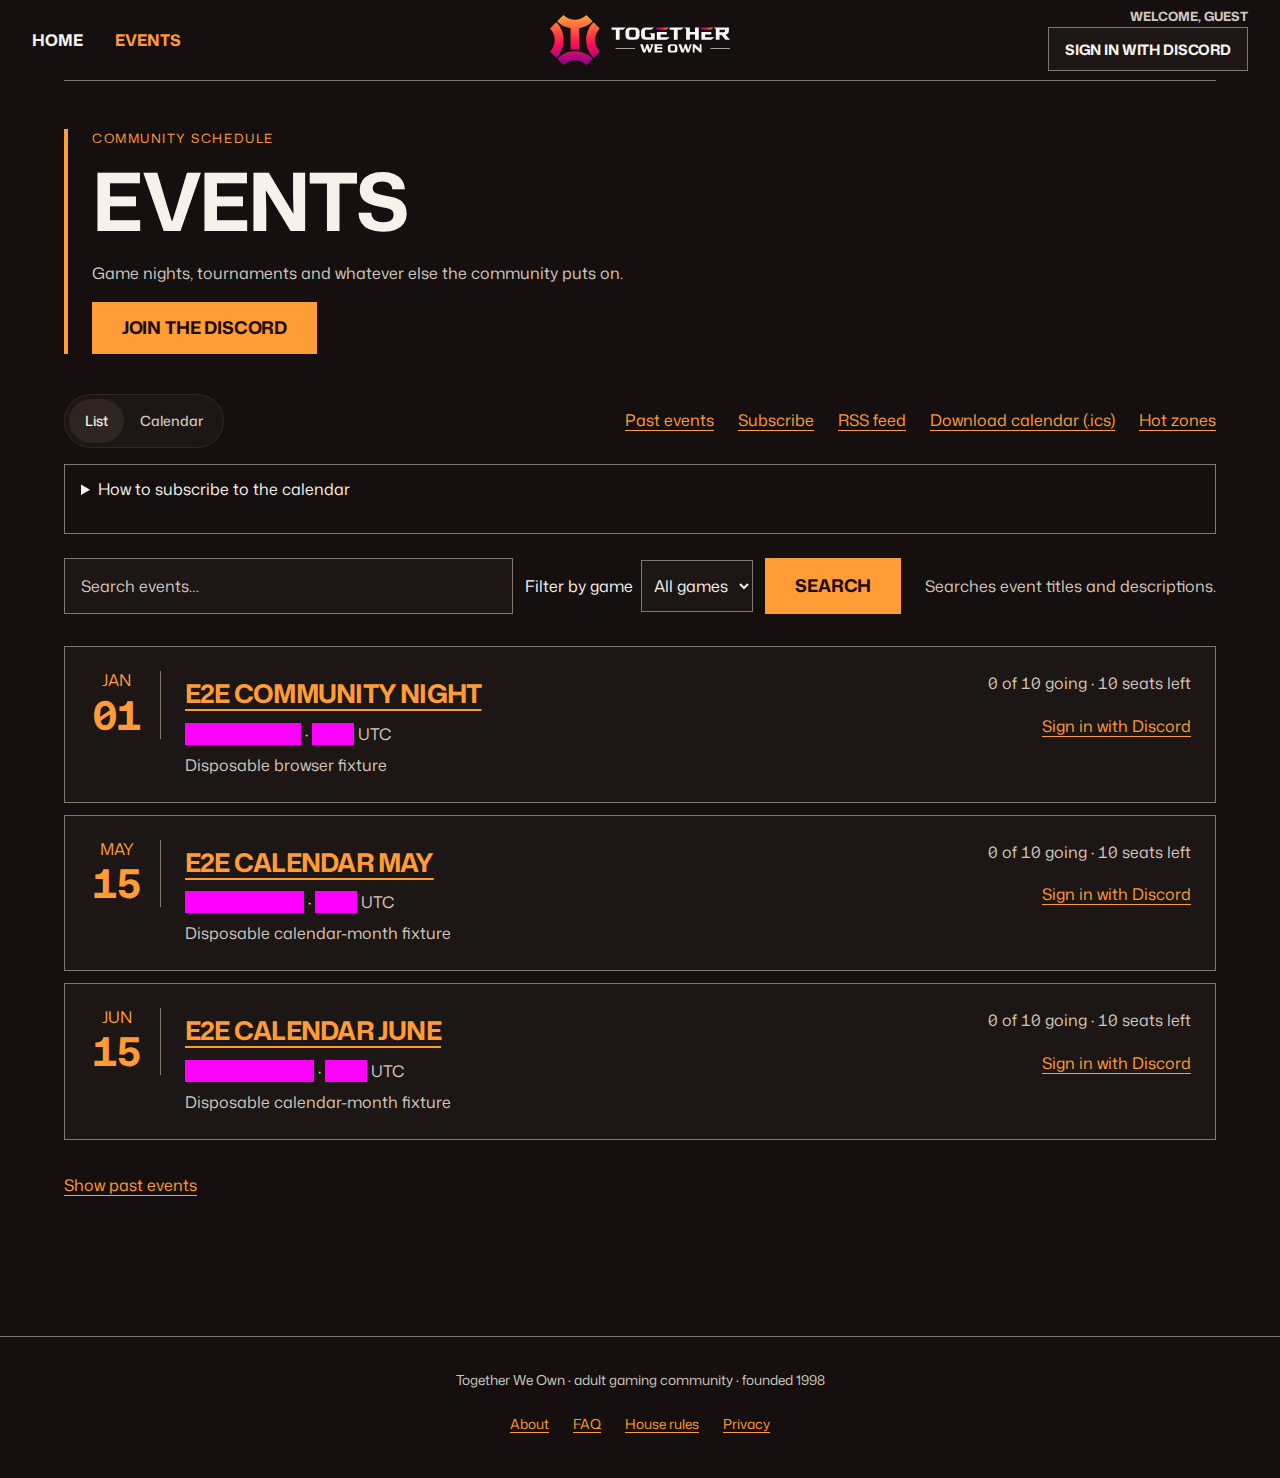 HOME EVENTS
TOGETHER
WE OWN
WELCOME, GUEST
SIGN IN WITH DISCORD
COMMUNITY SCHEDULE
EVENTS
Game nights, tournaments and whatever else the community puts on.
JOIN THE DISCORD
List Calendar
Past events Subscribe RSS feed Download calendar (.ics) Hot zones
How to subscribe to the calendar
Search events... Filter by game All games SEARCH Searches event titles and descriptions.
JAN
01
E2E COMMUNITY NIGHT
· UTC
Disposable browser fixture
0 of 10 going · 10 seats left
Sign in with Discord
MAY
15
E2E CALENDAR MAY
· UTC
Disposable calendar-month fixture
0 of 10 going · 10 seats left
Sign in with Discord
JUN
15
E2E CALENDAR JUNE
· UTC
Disposable calendar-month fixture
0 of 10 going · 10 seats left
Sign in with Discord
Show past events
Together We Own · adult gaming community · founded 1998
About FAQ House rules Privacy